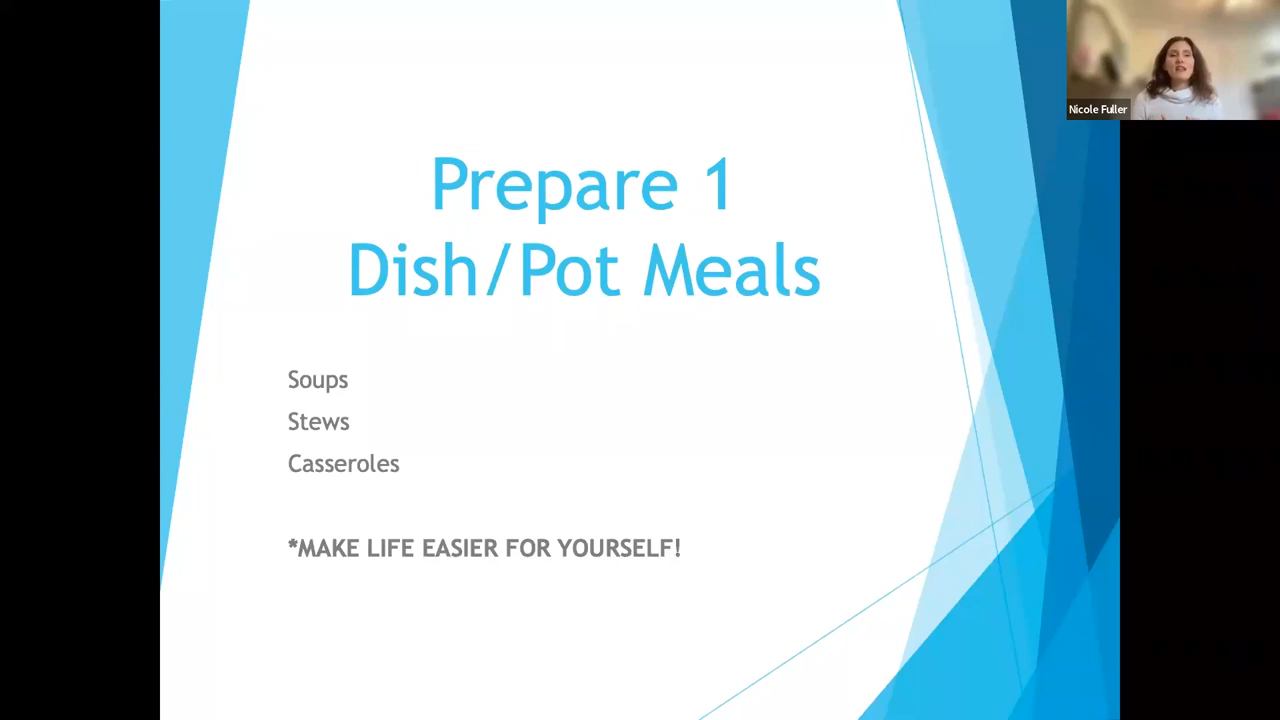 Prepare 1
Dish/Pot Meals
Soups
Stews
Casseroles
*MAKE LIFE EASIER FOR YOURSELF!
Nicole Fuller